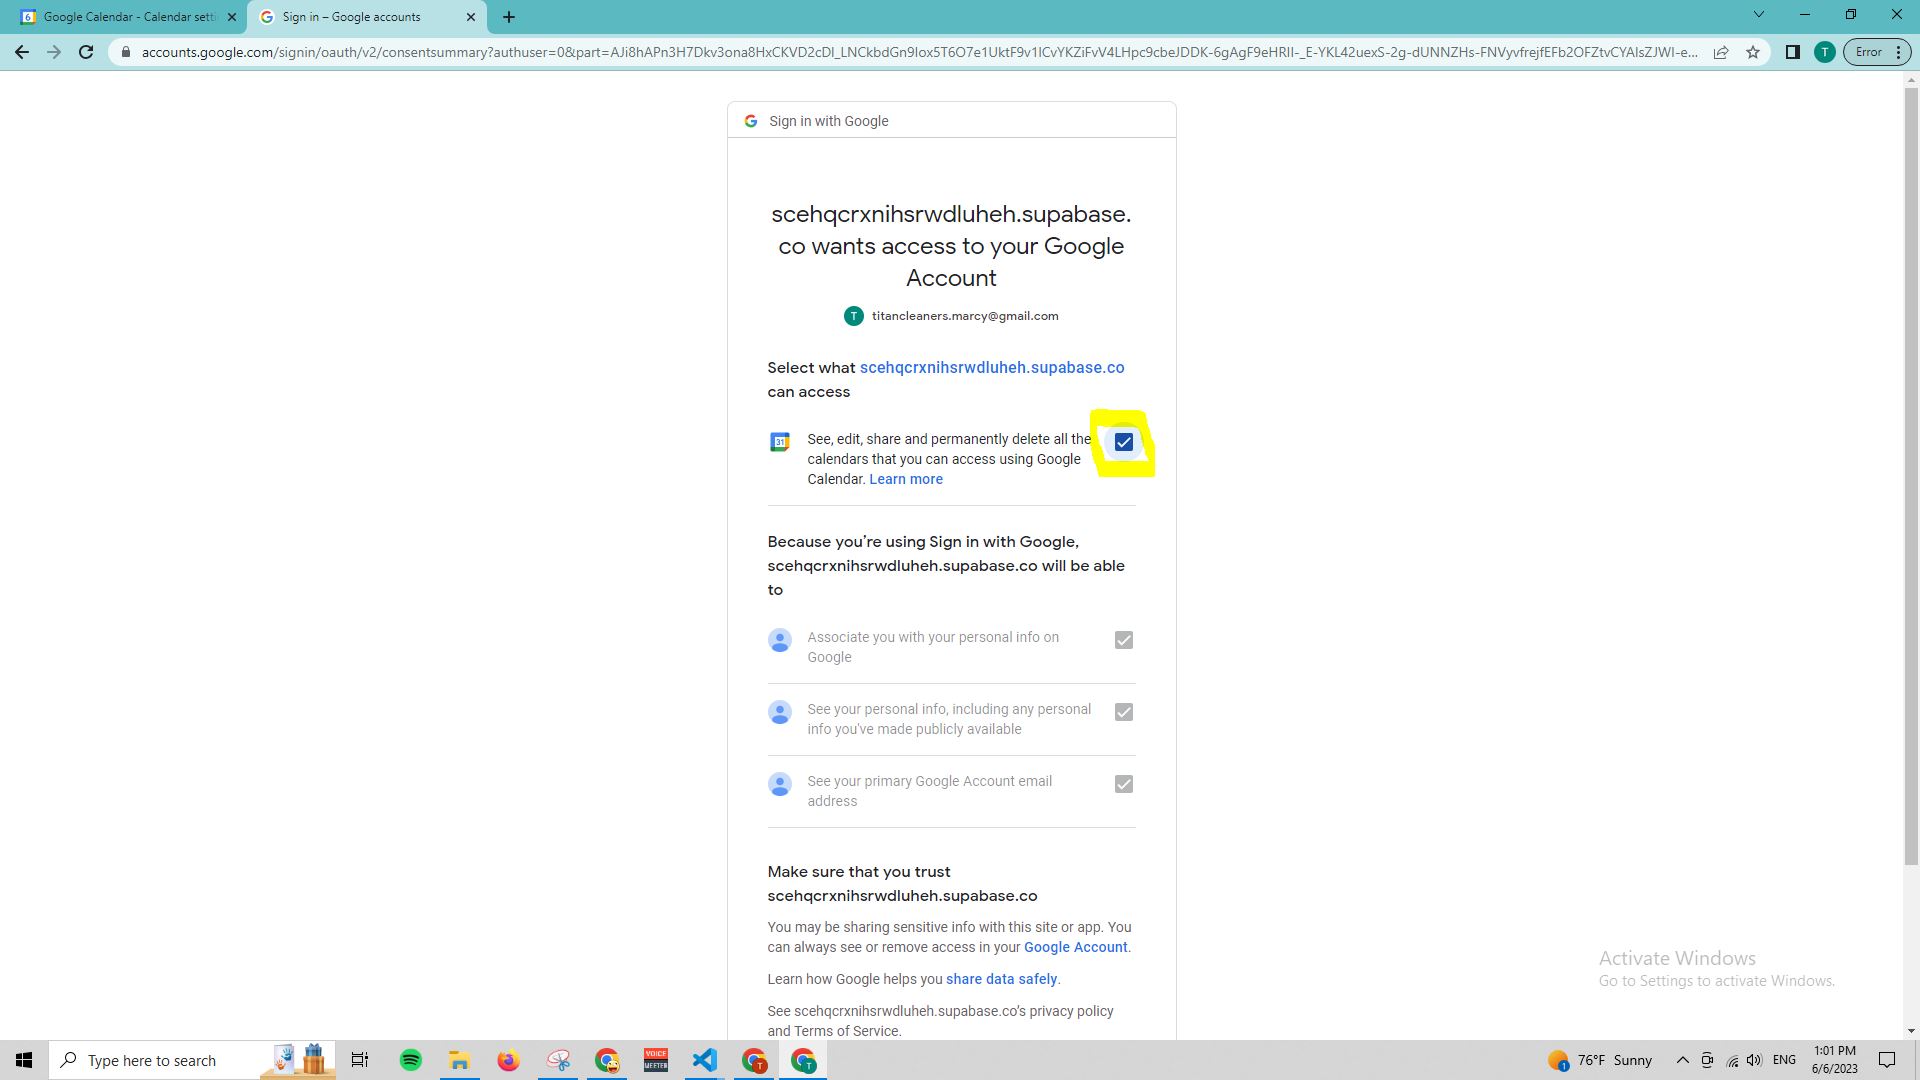 Google Calendar - Calendar setti
Sign in – Google accounts
accounts.google.com/signin/oauth/v2/consentsummary?authuser=0&part=AJi8hAPn3H7Dkv3ona8HxCKVD2cDI_LNCkbdGn9Iox5T6O7e1UktF9v1ICvYKZiFvV4LHpc9cbeJDDK-6gAgF9eHRII-_E-YKL42uexS-2g-dUNNZHs-FNVyvfrejfEFb2OFZtvCYAlsZJWI-e...
T
Error
Sign in with Google
scehqcrxnihsrwdluheh.supabase.
co wants access to your Google
Account
T titancleaners.marcy@gmail.com
Select what scehqcrxnihsrwdluheh.supabase.co
can access
31
See, edit, share and permanently delete all the
calendars that you can access using Google
Calendar. Learn more
Because you're using Sign in with Google,
scehqcrxnihsrwdluheh.supabase.co will be able
to
Associate you with your personal info on
Google
See your personal info, including any personal
info you've made publicly available
See your primary Google Account email
address
Make sure that you trust
scehqcrxnihsrwdluheh.supabase.co
You may be sharing sensitive info with this site or app. You
can always see or remove access in your Google Account.
Learn how Google helps you share data safely.
See scehqcrxnihsrwdluheh.supabase.co's privacy policy
and Terms of Service.
Activate Windows
Go to Settings to activate Windows.
Type here to search
VOICE
MEETER
T
T
1
76°F Sunny
ENG
1:01 PM
6/6/2023